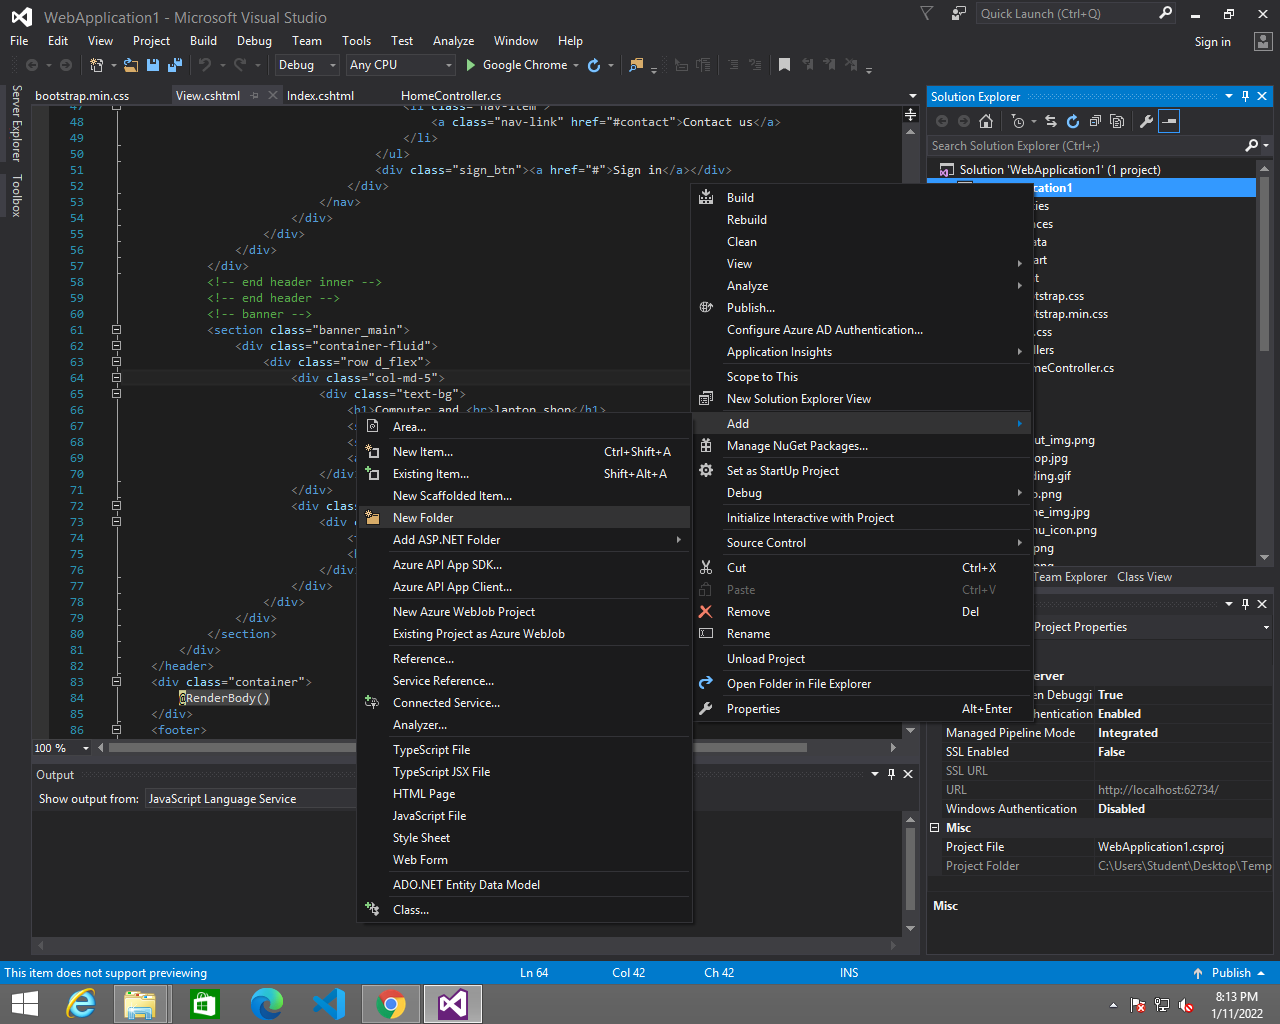 WebApplication1 - Microsoft Visual Studio
Quick Launch (Ctrl+Q)
File Edit View Project Build Debug Team Tools Test Analyze Window Help
Sign in
Debug Any CPU Google Chrome
Server Explorer
Toolbox
bootstrap.min.css View.cshtml Index.cshtml HomeController.cs
48 <a class="nav-link" href="#contact">Contact us</a>
49 </li>
50 </ul>
51 <div class="sign_btn"><a href="#">Sign in</a></div>
52 </div>
53 </nav>
54 </div>
55 </div>
56 </div>
57 </div>
58 <!-- end header inner -->
59 <!-- end header -->
60 <!-- banner -->
61 <section class="banner_main">
62 <div class="container-fluid">
63 <div class="row d_flex">
64 <div class="col-md-5">
65 <div class="text-bg">
66 <h1>Computer and <br>laptop shop</h1>
67 <s
68 <s
69 <a
70 </div>
71 </div>
72 <div clas
73 <div c
74 <
75 <h
76 </div>
77 </div>
78 </div>
79 </div>
80 </section>
81 </div>
82 </header>
83 <div class="container">
84 @RenderBody()
85 </div>
86 <footer>
100 %
Output
Show output from: JavaScript Language Service
Area...
New Item... Ctrl+Shift+A
Existing Item... Shift+Alt+A
New Scaffolded Item...
New Folder
Add ASP.NET Folder
Azure API App SDK...
Azure API App Client...
New Azure WebJob Project
Existing Project as Azure WebJob
Reference...
Service Reference...
Connected Service...
Analyzer...
TypeScript File
TypeScript JSX File
HTML Page
JavaScript File
Style Sheet
Web Form
ADO.NET Entity Data Model
Class...
Build
Rebuild
Clean
View
Analyze
Publish...
Configure Azure AD Authentication...
Application Insights
Scope to This
New Solution Explorer View
Add
Manage NuGet Packages...
Set as StartUp Project
Debug
Initialize Interactive with Project
Source Control
Cut Ctrl+X
Paste Ctrl+V
Remove Del
Rename
Unload Project
Open Folder in File Explorer
Properties Alt+Enter
Solution Explorer
Search Solution Explorer (Ctrl+;)
Solution 'WebApplication1' (1 project)
ication1
ies
nces
ata
art
t
tstrap.css
tstrap.min.css
.css
llers
meController.cs
ut_img.png
op.jpg
ding.gif
o.png
ne_img.jpg
nu_icon.png
png
Team Explorer Class View
Project Properties
erver
en Debuggi True
thentication Enabled
Managed Pipeline Mode Integrated
SSL Enabled False
SSL URL
URL http://localhost:62734/
Windows Authentication Disabled
Misc
Project File WebApplication1.csproj
Project Folder C:\Users\Student\Desktop\Temp
Misc
This item does not support previewing Ln 64 Col 42 Ch 42 INS Publish
8:13 PM
1/11/2022